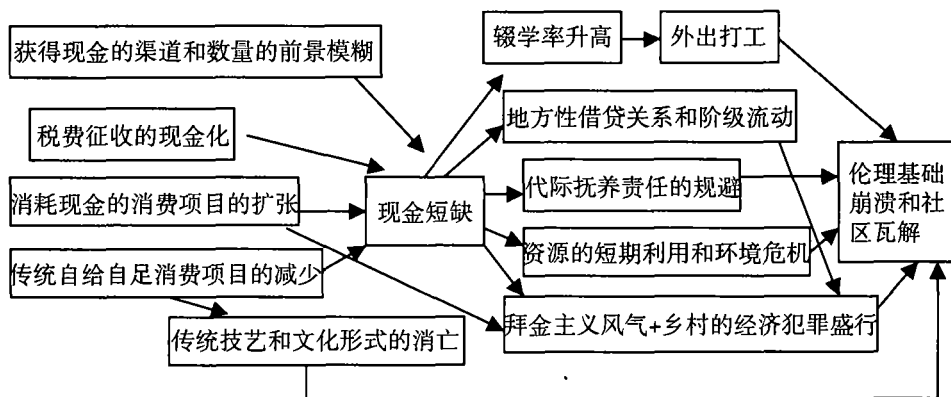 获得现金的渠道和数量的前景模糊
辍学率升高
外出打工
税费征收的现金化
地方性借贷关系和阶级流动
消耗现金的消费项目的扩张
现金短缺
代际抚养责任的规避
伦理基础
崩溃和社
区瓦解
传统自给自足消费项目的减少
资源的短期利用和环境危机
传统技艺和文化形式的消亡
拜金主义风气+乡村的经济犯罪盛行